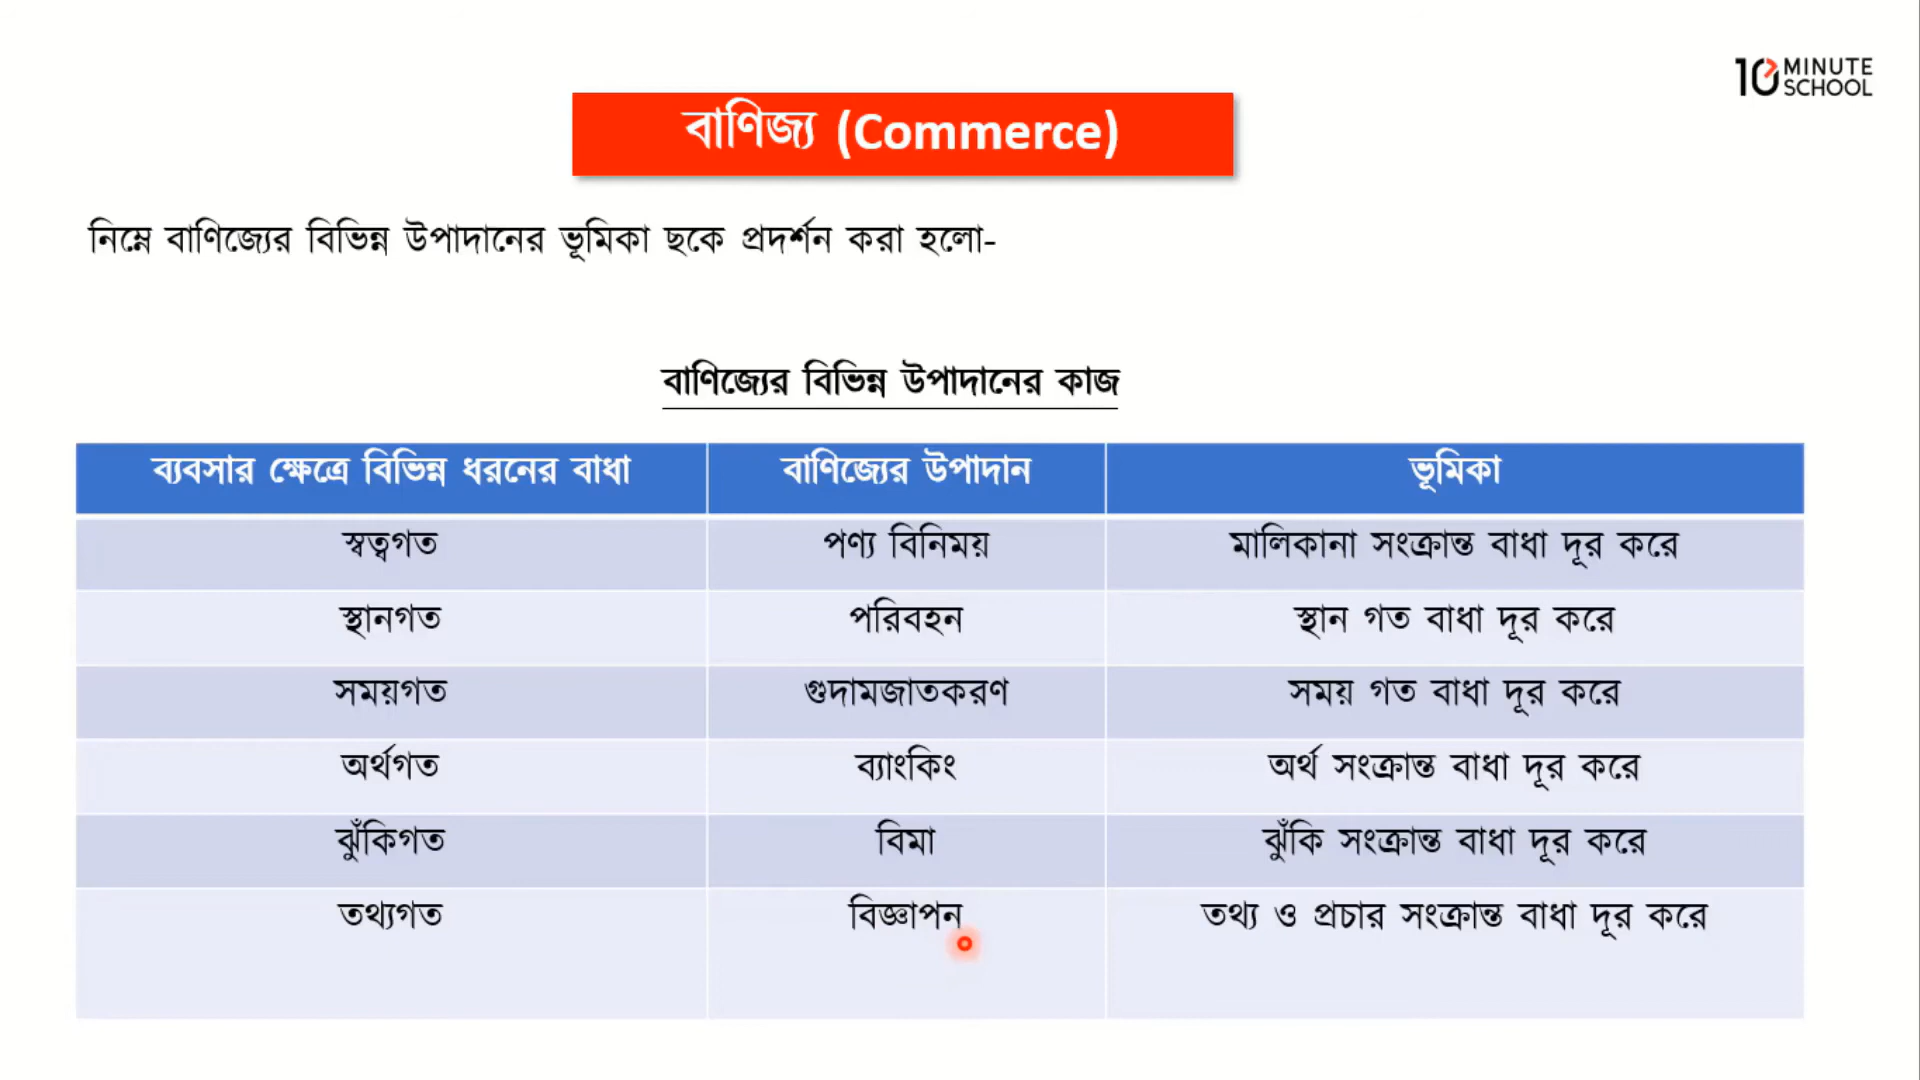 10 MINUTE
SCHOOL
বাণিজ্য (Commerce)
নিম্নে বাণিজ্যের বিভিন্ন উপাদানের ভূমিকা ছকে প্রদর্শন করা হলো-
বাণিজ্যের বিভিন্ন উপাদানের কাজ
ব্যবসার ক্ষেত্রে বিভিন্ন ধরনের বাধা বাণিজ্যের উপাদান ভূমিকা
স্বত্বগত পণ্য বিনিময় মালিকানা সংক্রান্ত বাধা দূর করে
স্থানগত পরিবহন স্থান গত বাধা দূর করে
সময়গত গুদামজাতকরণ সময় গত বাধা দূর করে
অর্থগত ব্যাংকিং অর্থ সংক্রান্ত বাধা দূর করে
ঝুঁকিগত বিমা ঝুঁকি সংক্রান্ত বাধা দূর করে
তথ্যগত বিজ্ঞাপন তথ্য ও প্রচার সংক্রান্ত বাধা দূর করে